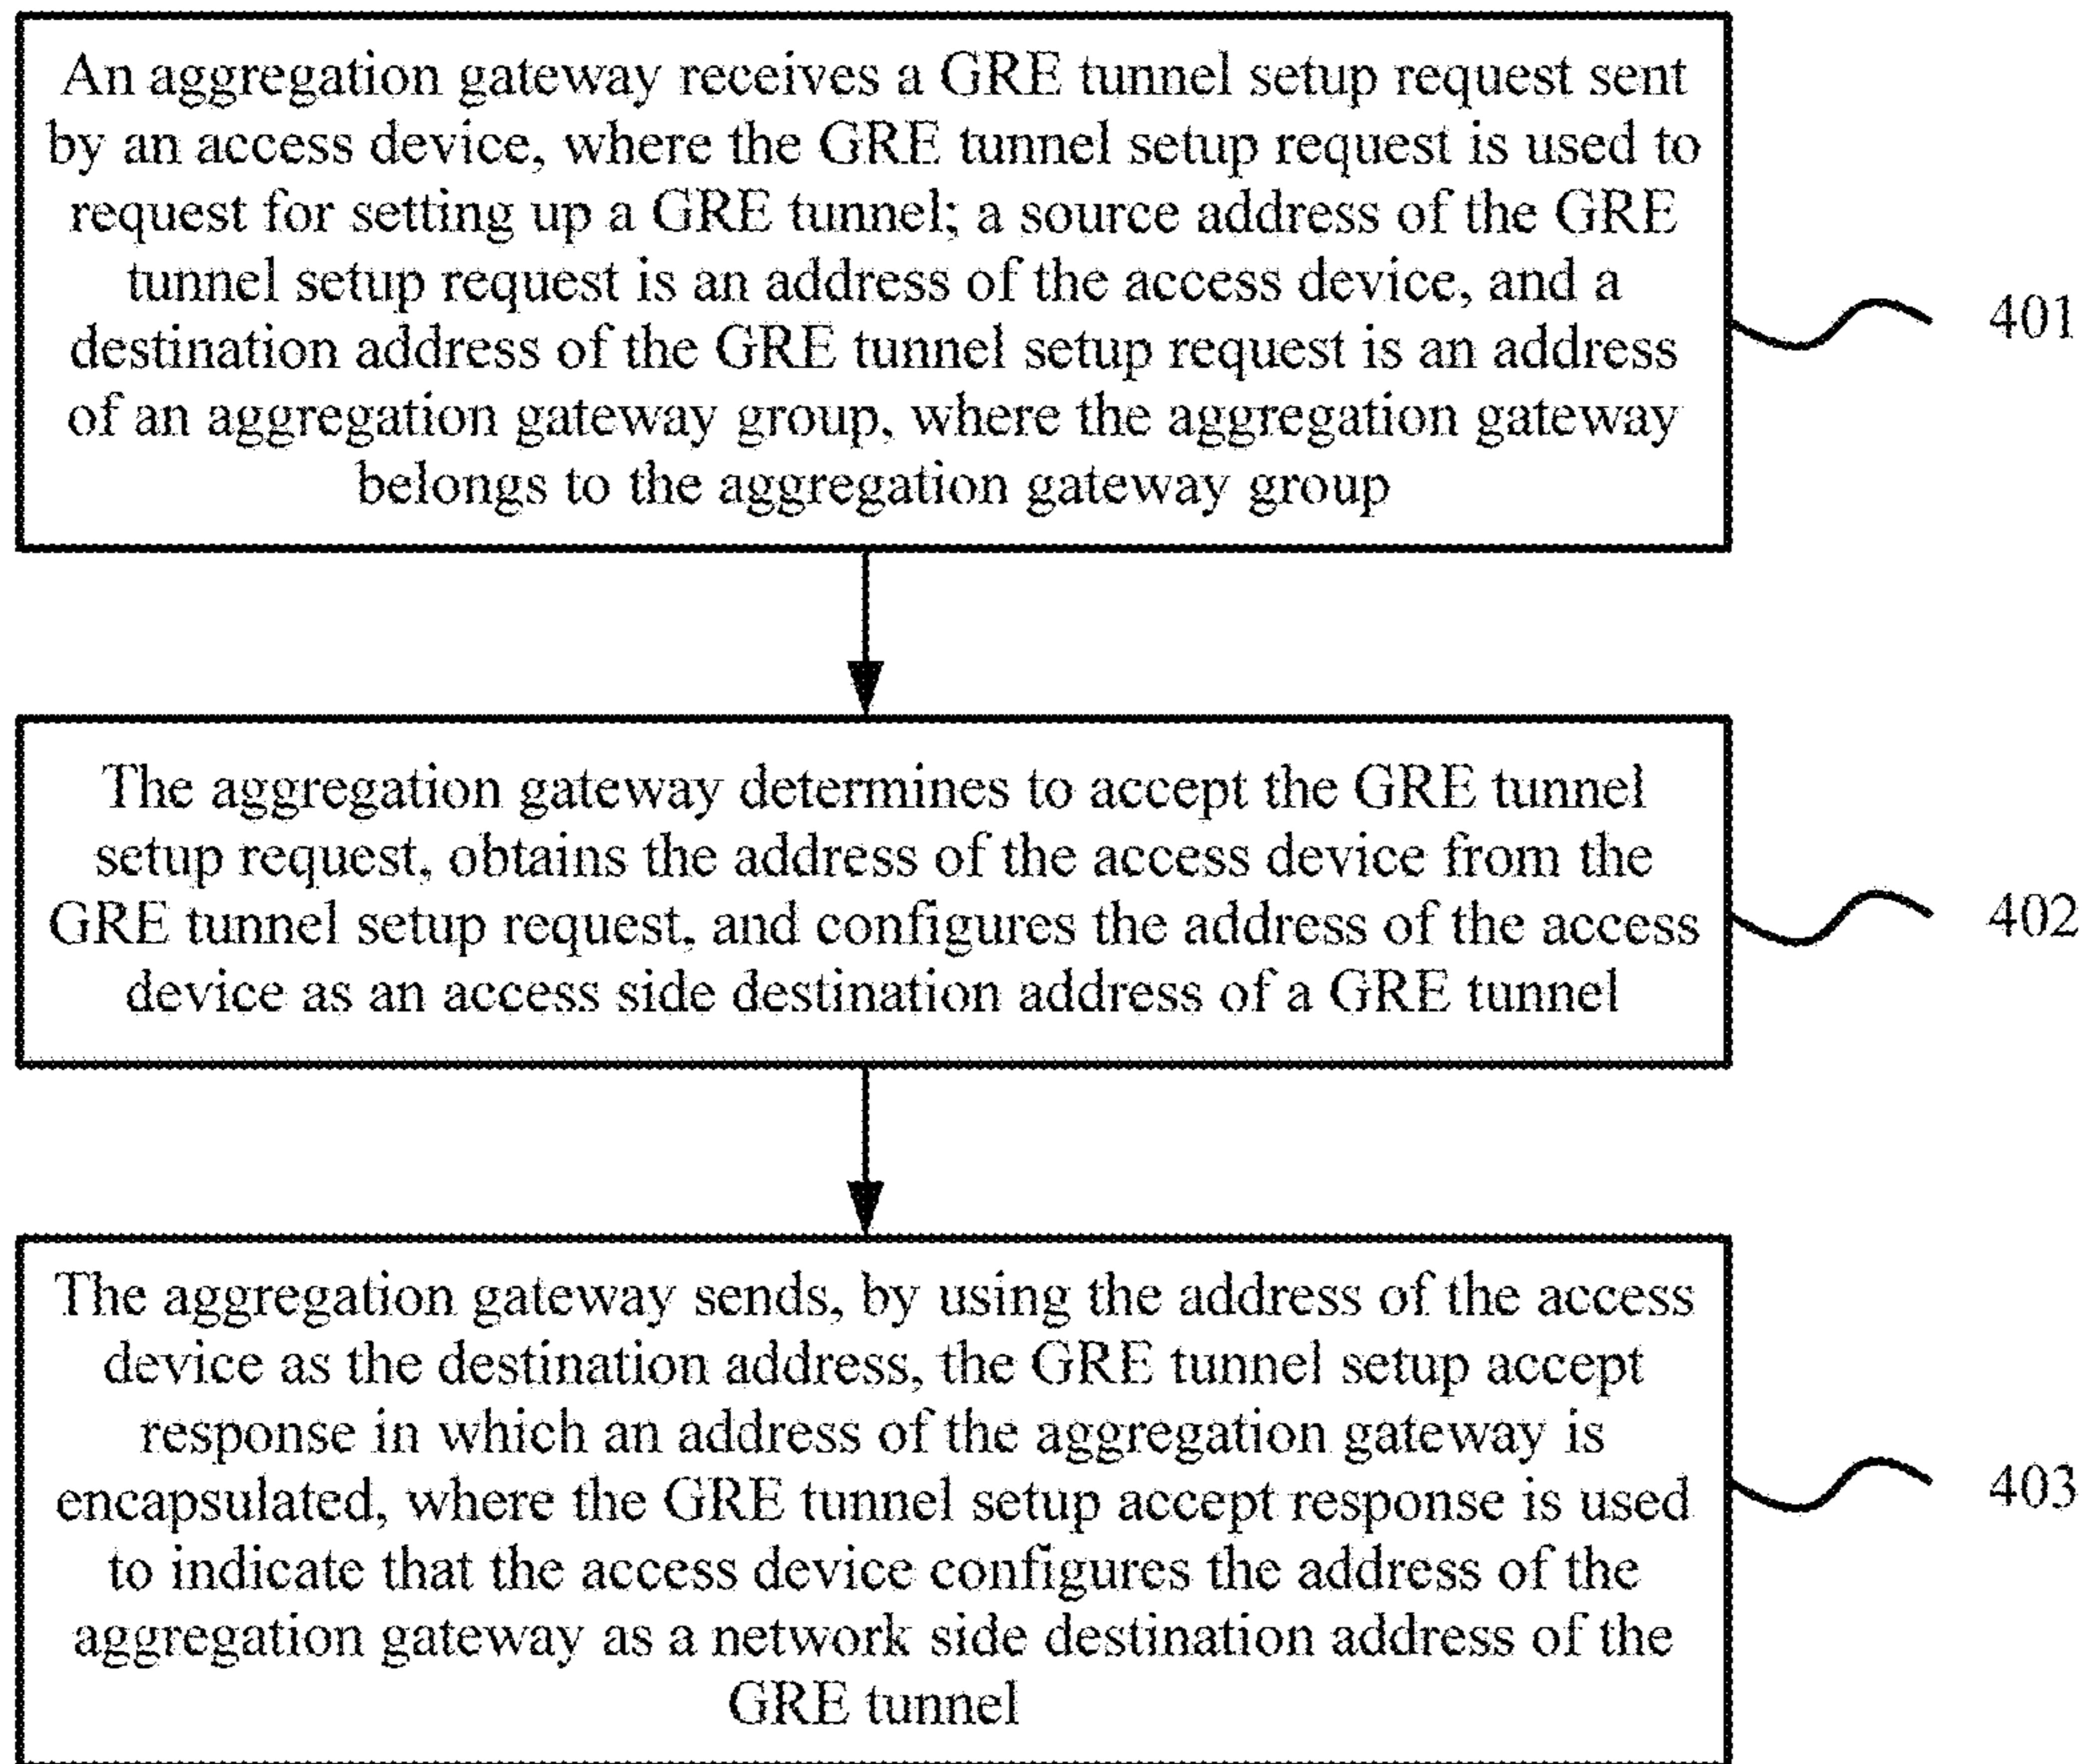 An aggregation gateway receives a GRE tunnel setup request sent
by an access device, where the GRE tunnel setup request is used to
request for setting up a GRE tunnel; a source address of the GRE
tunnel setup request is an address of the access device, and a
destination address of the GRE tunnel setup request is an address
of an aggregation gateway group, where the aggregation gateway
belongs to the aggregation gateway group
401
The aggregation gateway determines to accept the GRE tunnel
setup request, obtains the address of the access device from the
GRE tunnel setup request, and configures the address of the access
device as an access side destination address of a GRE tunnel
402
The aggregation gateway sends, by using the address of the access
device as the destination address, the GRE tunnel setup accept
response in which an address of the aggregation gateway is
encapsulated, where the GRE tunnel setup accept response is used
to indicate that the access device configures the address of the
aggregation gateway as a network side destination address of the
GRE tunnel
403